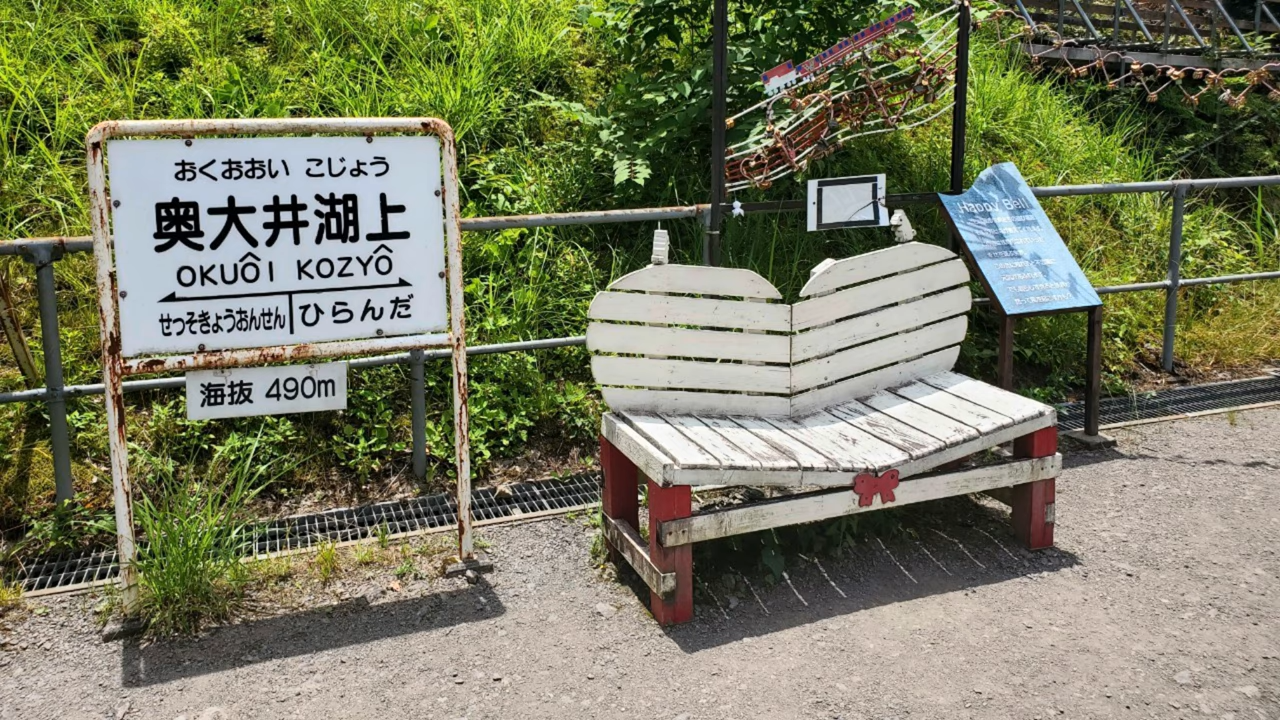 おくおおい こじょう
奥大井湖上
OKUÔI KOZYÔ
せっそきょうおんせん ひらんだ
海抜 490m
Happy Bell